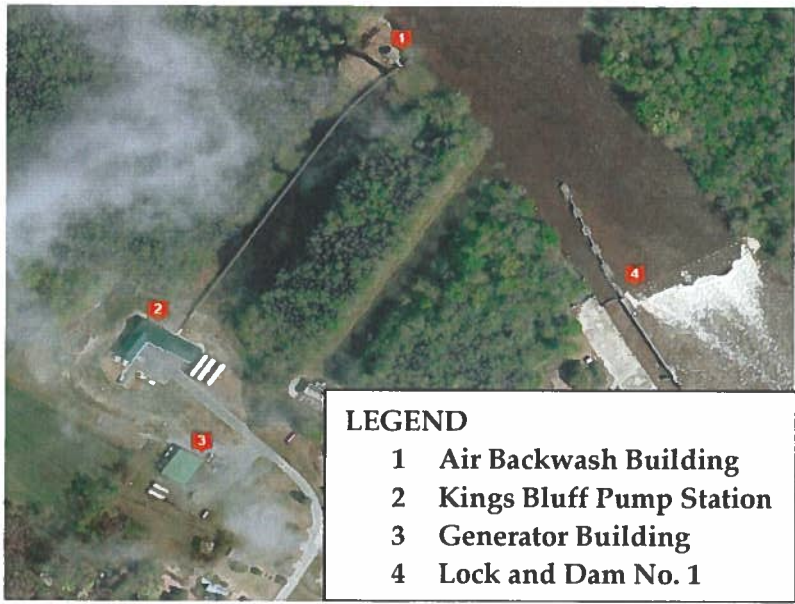 1
4
2
3
LEGEND
1 Air Backwash Building
2 Kings Bluff Pump Station
3 Generator Building
4 Lock and Dam No. 1